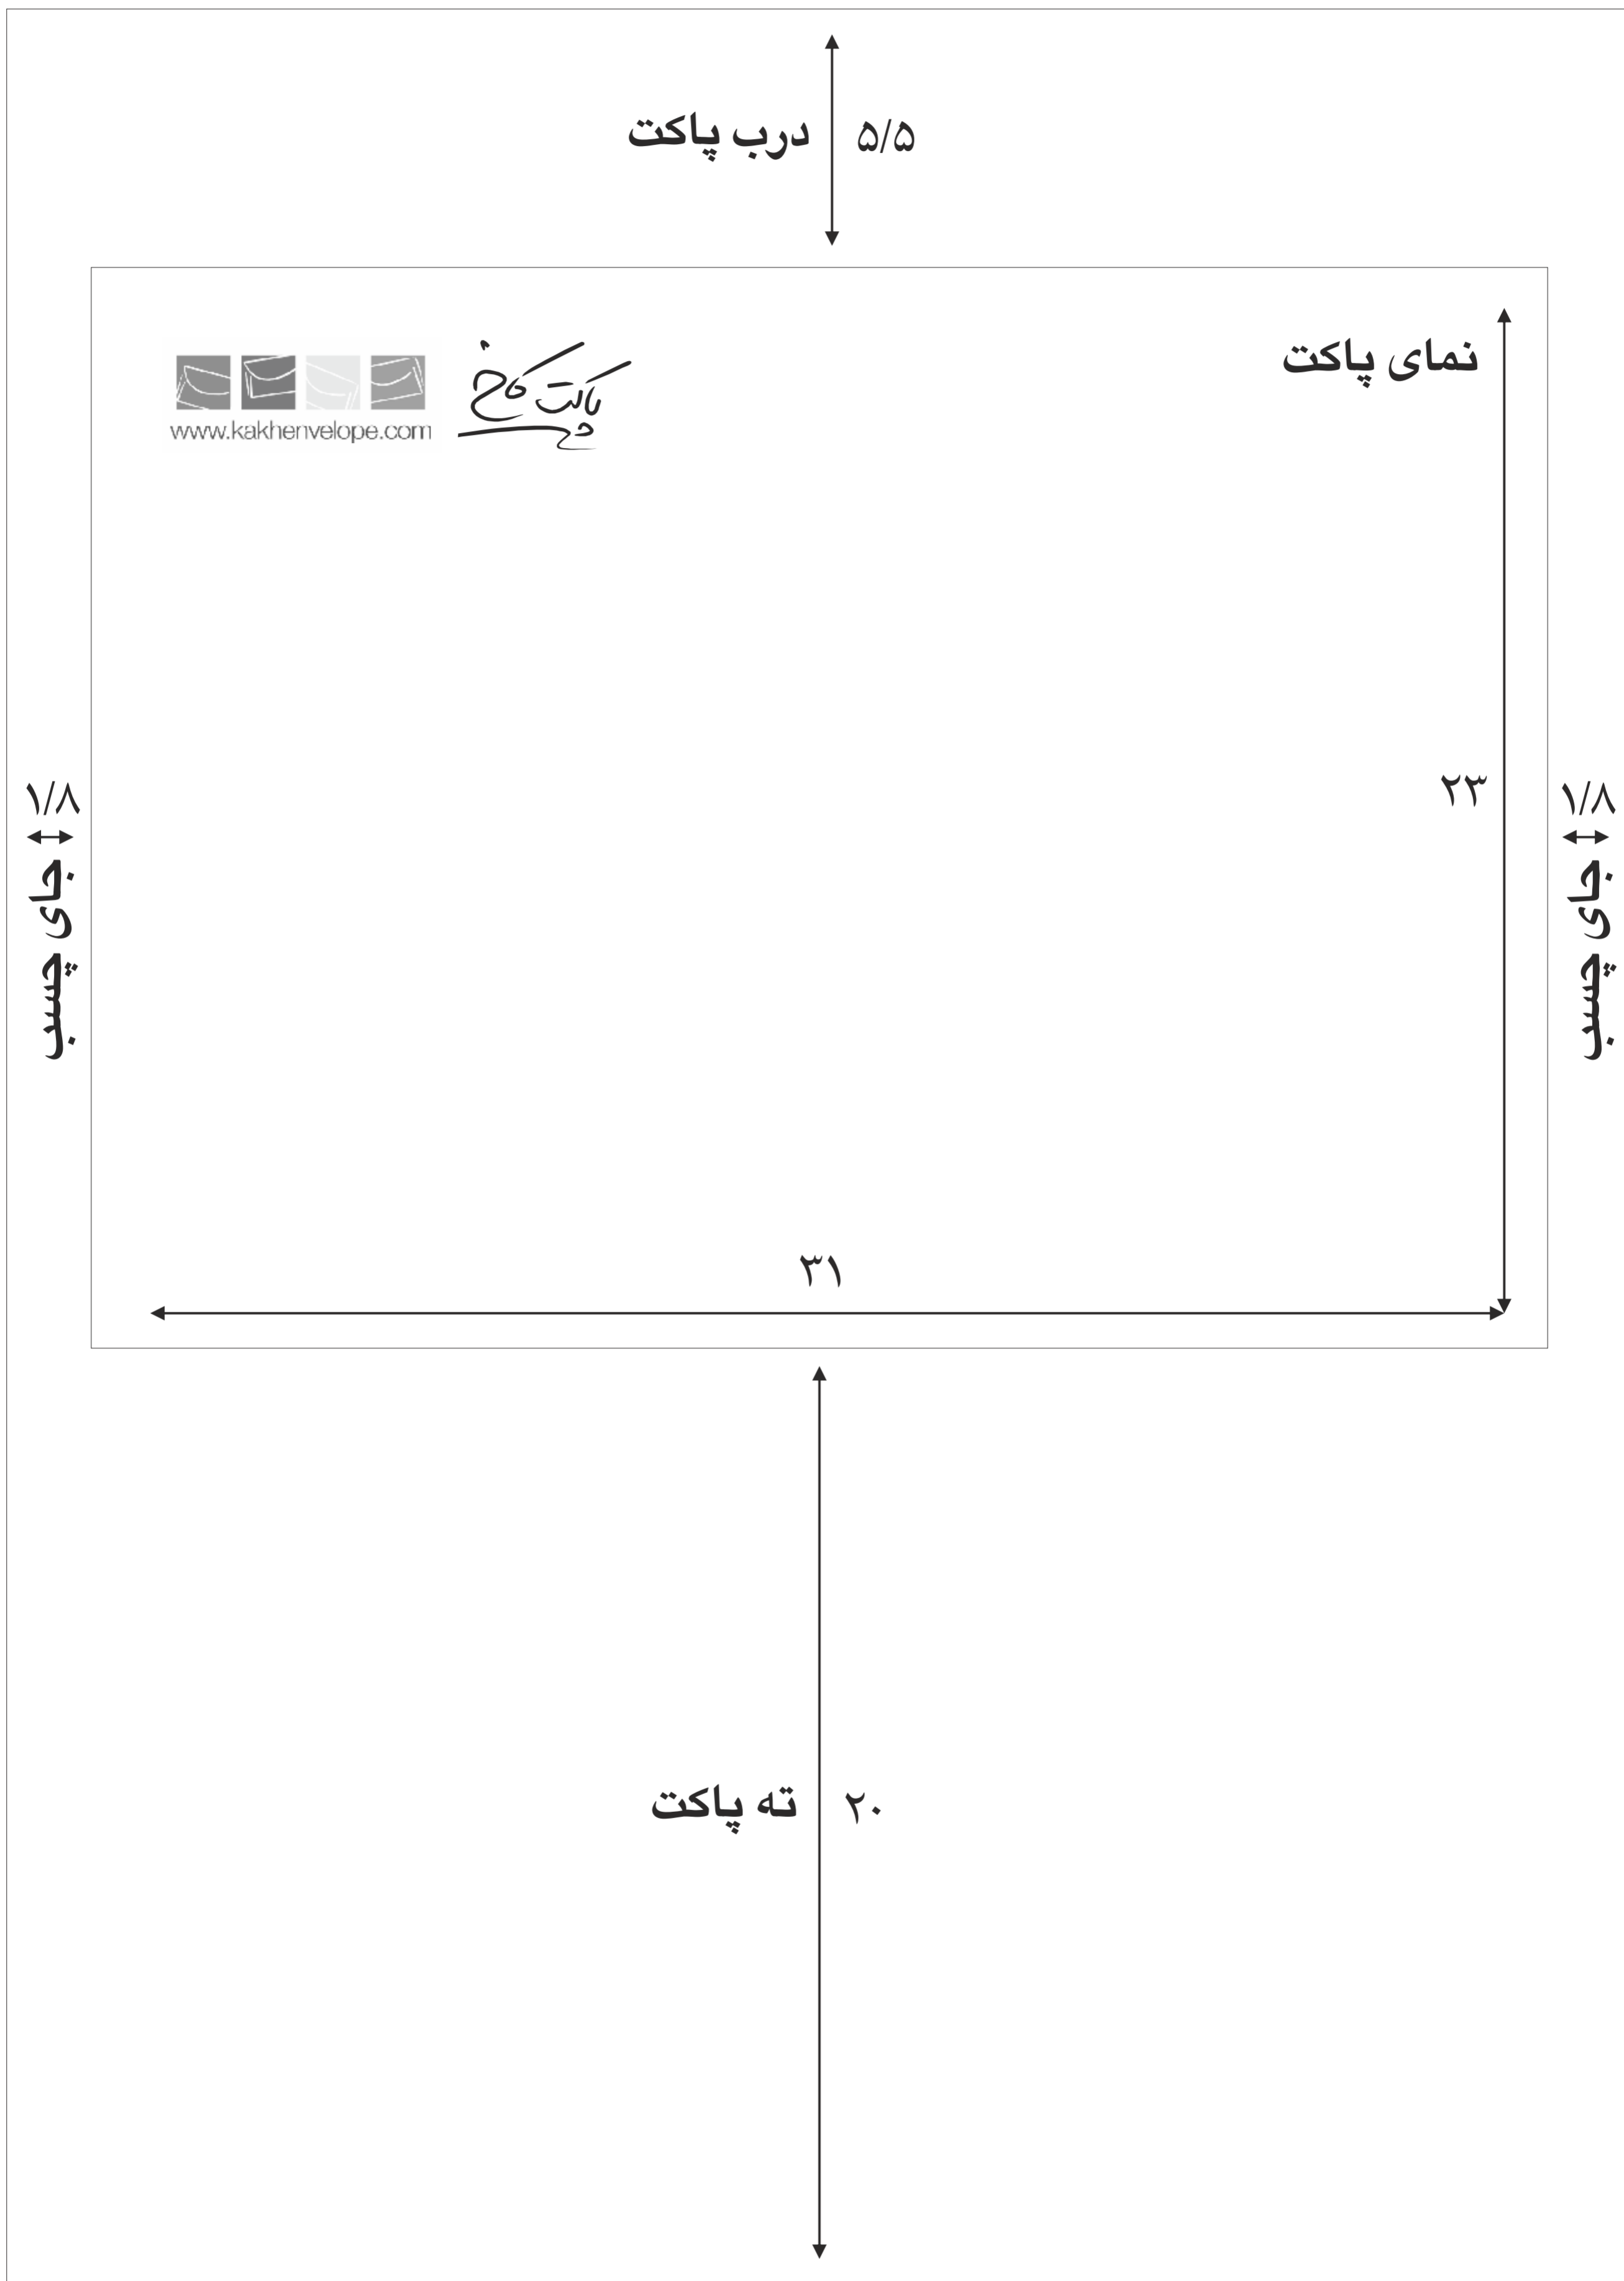 درب پاکت
۵/۵
نمای پاکت
پاکت کاخ
www.kakhenvelope.com
۲۳
۱/۸
جای چسب
۱/۸
جای چسب
۳۱
ته پاکت
۲۰